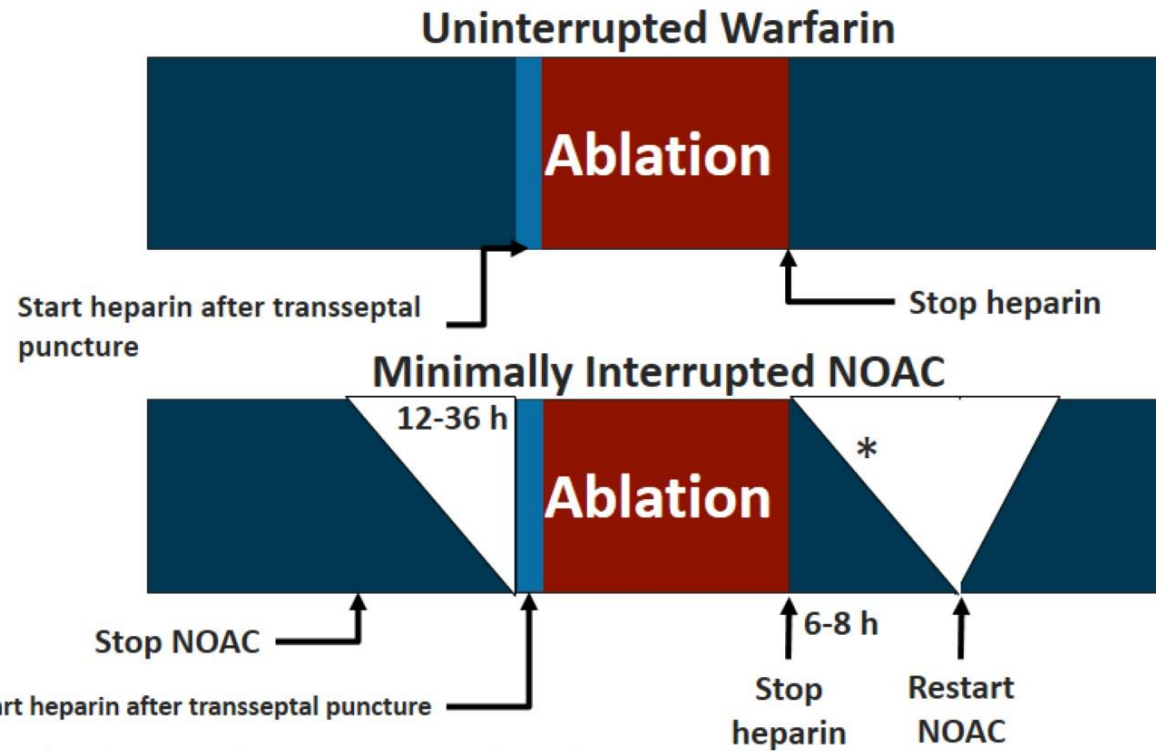 Uninterrupted Warfarin
Ablation
Start heparin after transseptal
puncture
Stop heparin
Minimally Interrupted NOAC
12-36 h
*
Ablation
Stop NOAC
6-8 h
heparin after transseptal puncture
Stop
heparin
Restart
NOAC